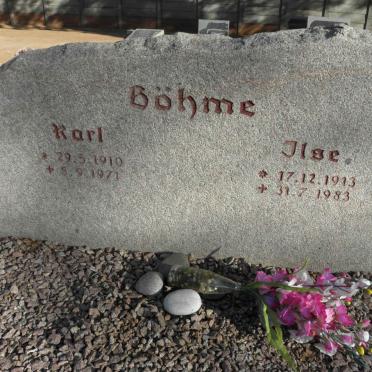 Böhme
Karl
* 29.5.1910
+ 8.9.1971
Ilse
* 17.12.1913
+ 31.7.1983